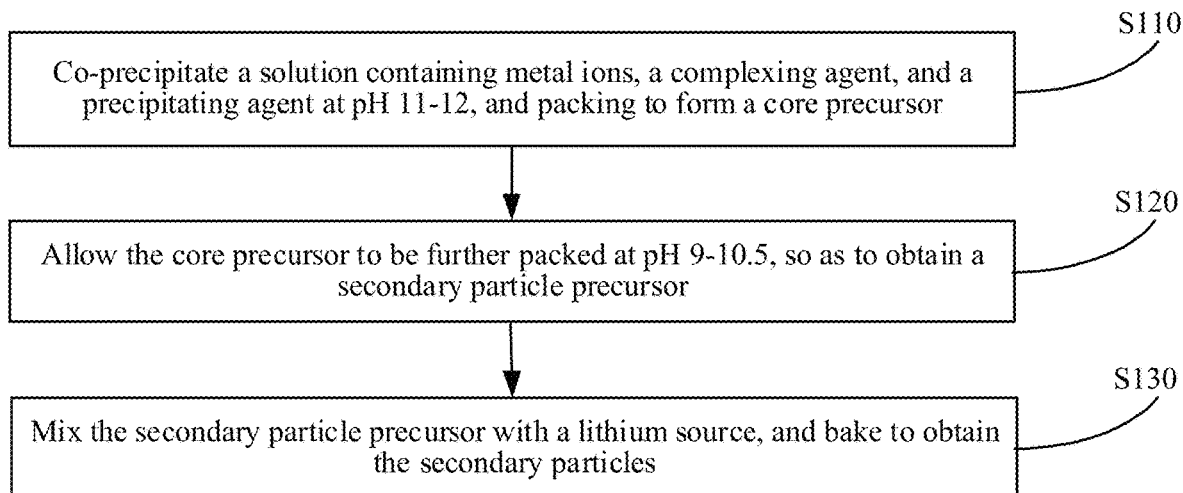 S110
Co-precipitate a solution containing metal ions, a complexing agent, and a
precipitating agent at pH 11-12, and packing to form a core precursor
S120
Allow the core precursor to be further packed at pH 9-10.5, so as to obtain a
secondary particle precursor
S130
Mix the secondary particle precursor with a lithium source, and bake to obtain
the secondary particles